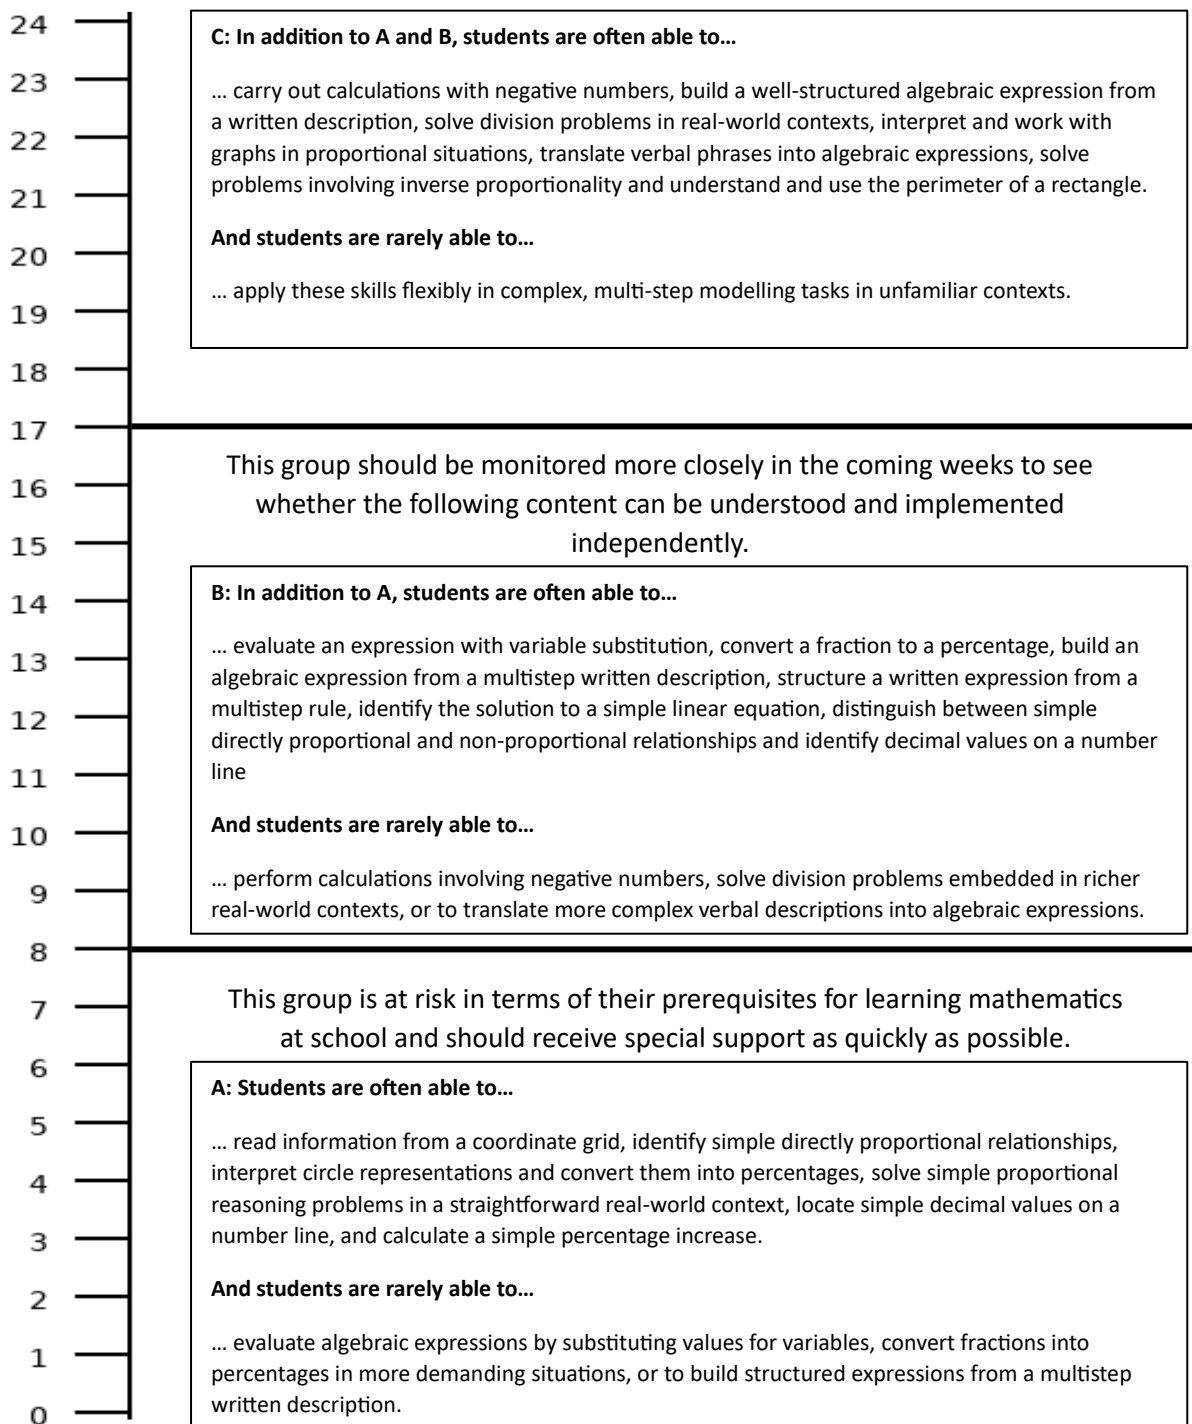 24
C: In addition to A and B, students are often able to...
23
... carry out calculations with negative numbers, build a well-structured algebraic expression from
a written description, solve division problems in real-world contexts, interpret and work with
22
graphs in proportional situations, translate verbal phrases into algebraic expressions, solve
problems involving inverse proportionality and understand and use the perimeter of a rectangle.
21
And students are rarely able to...
20
... apply these skills flexibly in complex, multi-step modelling tasks in unfamiliar contexts.
19
18
17
This group should be monitored more closely in the coming weeks to see
16
whether the following content can be understood and implemented
independently.
15
B: In addition to A, students are often able to...
14
... evaluate an expression with variable substitution, convert a fraction to a percentage, build an
13
algebraic expression from a multistep written description, structure a written expression from a
multistep rule, identify the solution to a simple linear equation, distinguish between simple
12
directly proportional and non-proportional relationships and identify decimal values on a number
line
11
And students are rarely able to...
10
... perform calculations involving negative numbers, solve division problems embedded in richer
9
real-world contexts, or to translate more complex verbal descriptions into algebraic expressions.
8
This group is at risk in terms of their prerequisites for learning mathematics
7
at school and should receive special support as quickly as possible.
6
A: Students are often able to...
5
... read information from a coordinate grid, identify simple directly proportional relationships,
interpret circle representations and convert them into percentages, solve simple proportional
4
reasoning problems in a straightforward real-world context, locate simple decimal values on a
number line, and calculate a simple percentage increase.
3
And students are rarely able to...
2
... evaluate algebraic expressions by substituting values for variables, convert fractions into
1
percentages in more demanding situations, or to build structured expressions from a multistep
written description.
0